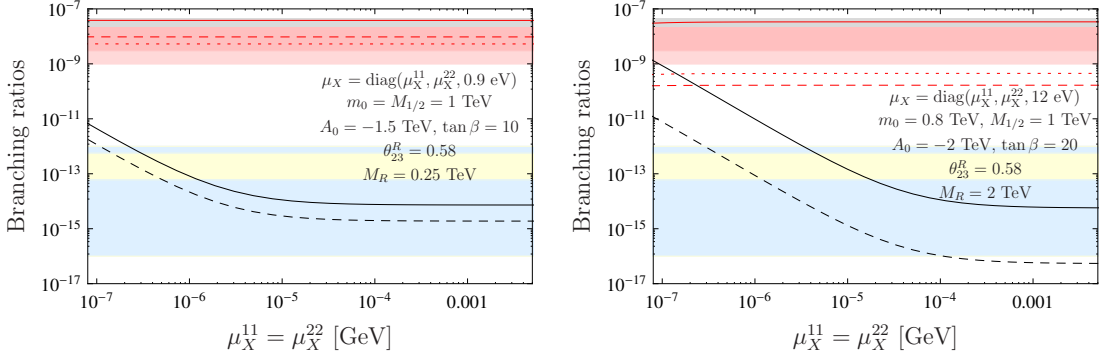 Branching ratios
10⁻⁷
10⁻⁹
10⁻¹¹
10⁻¹³
10⁻¹⁵
10⁻¹⁷
μ_X = diag(μ_X^11, μ_X^22, 0.9 eV)
m₀ = M_1/2 = 1 TeV
A₀ = −1.5 TeV, tan β = 10
θ_23^R = 0.58
M_R = 0.25 TeV
10⁻⁷ 10⁻⁶ 10⁻⁵ 10⁻⁴ 0.001
μ_X^11 = μ_X^22 [GeV]
Branching ratios
10⁻⁷
10⁻⁹
10⁻¹¹
10⁻¹³
10⁻¹⁵
10⁻¹⁷
μ_X = diag(μ_X^11, μ_X^22, 12 eV)
m₀ = 0.8 TeV, M_1/2 = 1 TeV
A₀ = −2 TeV, tan β = 20
θ_23^R = 0.58
M_R = 2 TeV
10⁻⁷ 10⁻⁶ 10⁻⁵ 10⁻⁴ 0.001
μ_X^11 = μ_X^22 [GeV]